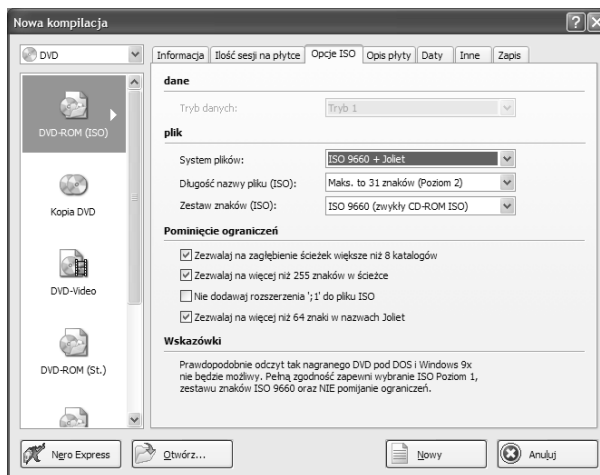 Nowa kompilacja
DVD
Informacja Ilość sesji na płytce Opcje ISO Opis płyty Daty Inne Zapis
DVD-ROM (ISO)
Kopia DVD
DVD-Video
DVD-ROM (St.)
dane
Tryb danych: Tryb 1
plik
System plików: ISO 9660 + Joliet
Długość nazwy pliku (ISO): Maks. to 31 znaków (Poziom 2)
Zestaw znaków (ISO): ISO 9660 (zwykły CD-ROM ISO)
Pominięcie ograniczeń
Zezwalaj na zagłębienie ścieżek większe niż 8 katalogów
Zezwalaj na więcej niż 255 znaków w ścieżce
Nie dodawaj rozszerzenia ';1' do pliku ISO
Zezwalaj na więcej niż 64 znaki w nazwach Joliet
Wskazówki
Prawdopodobnie odczyt tak nagranego DVD pod DOS i Windows 9x
nie będzie możliwy. Pełną zgodność zapewni wybranie ISO Poziom 1,
zestawu znaków ISO 9660 oraz NIE pomijanie ograniczeń.
Nero Express Otwórz... Nowy Anuluj